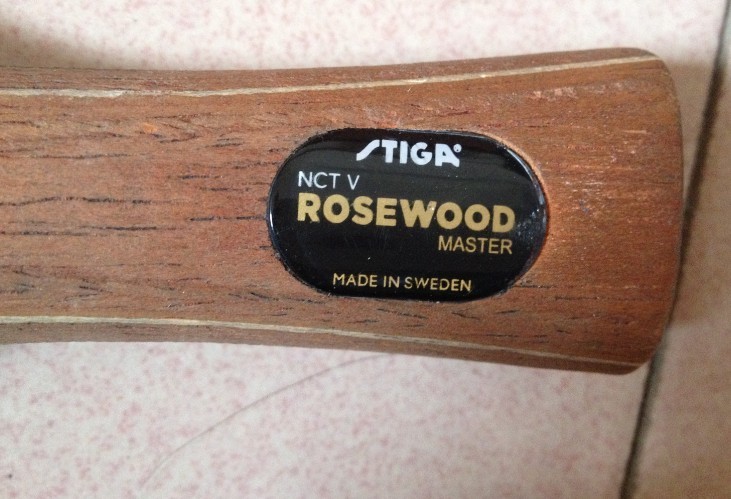 STIGA®
NCT V
ROSEWOOD
MASTER
MADE IN SWEDEN